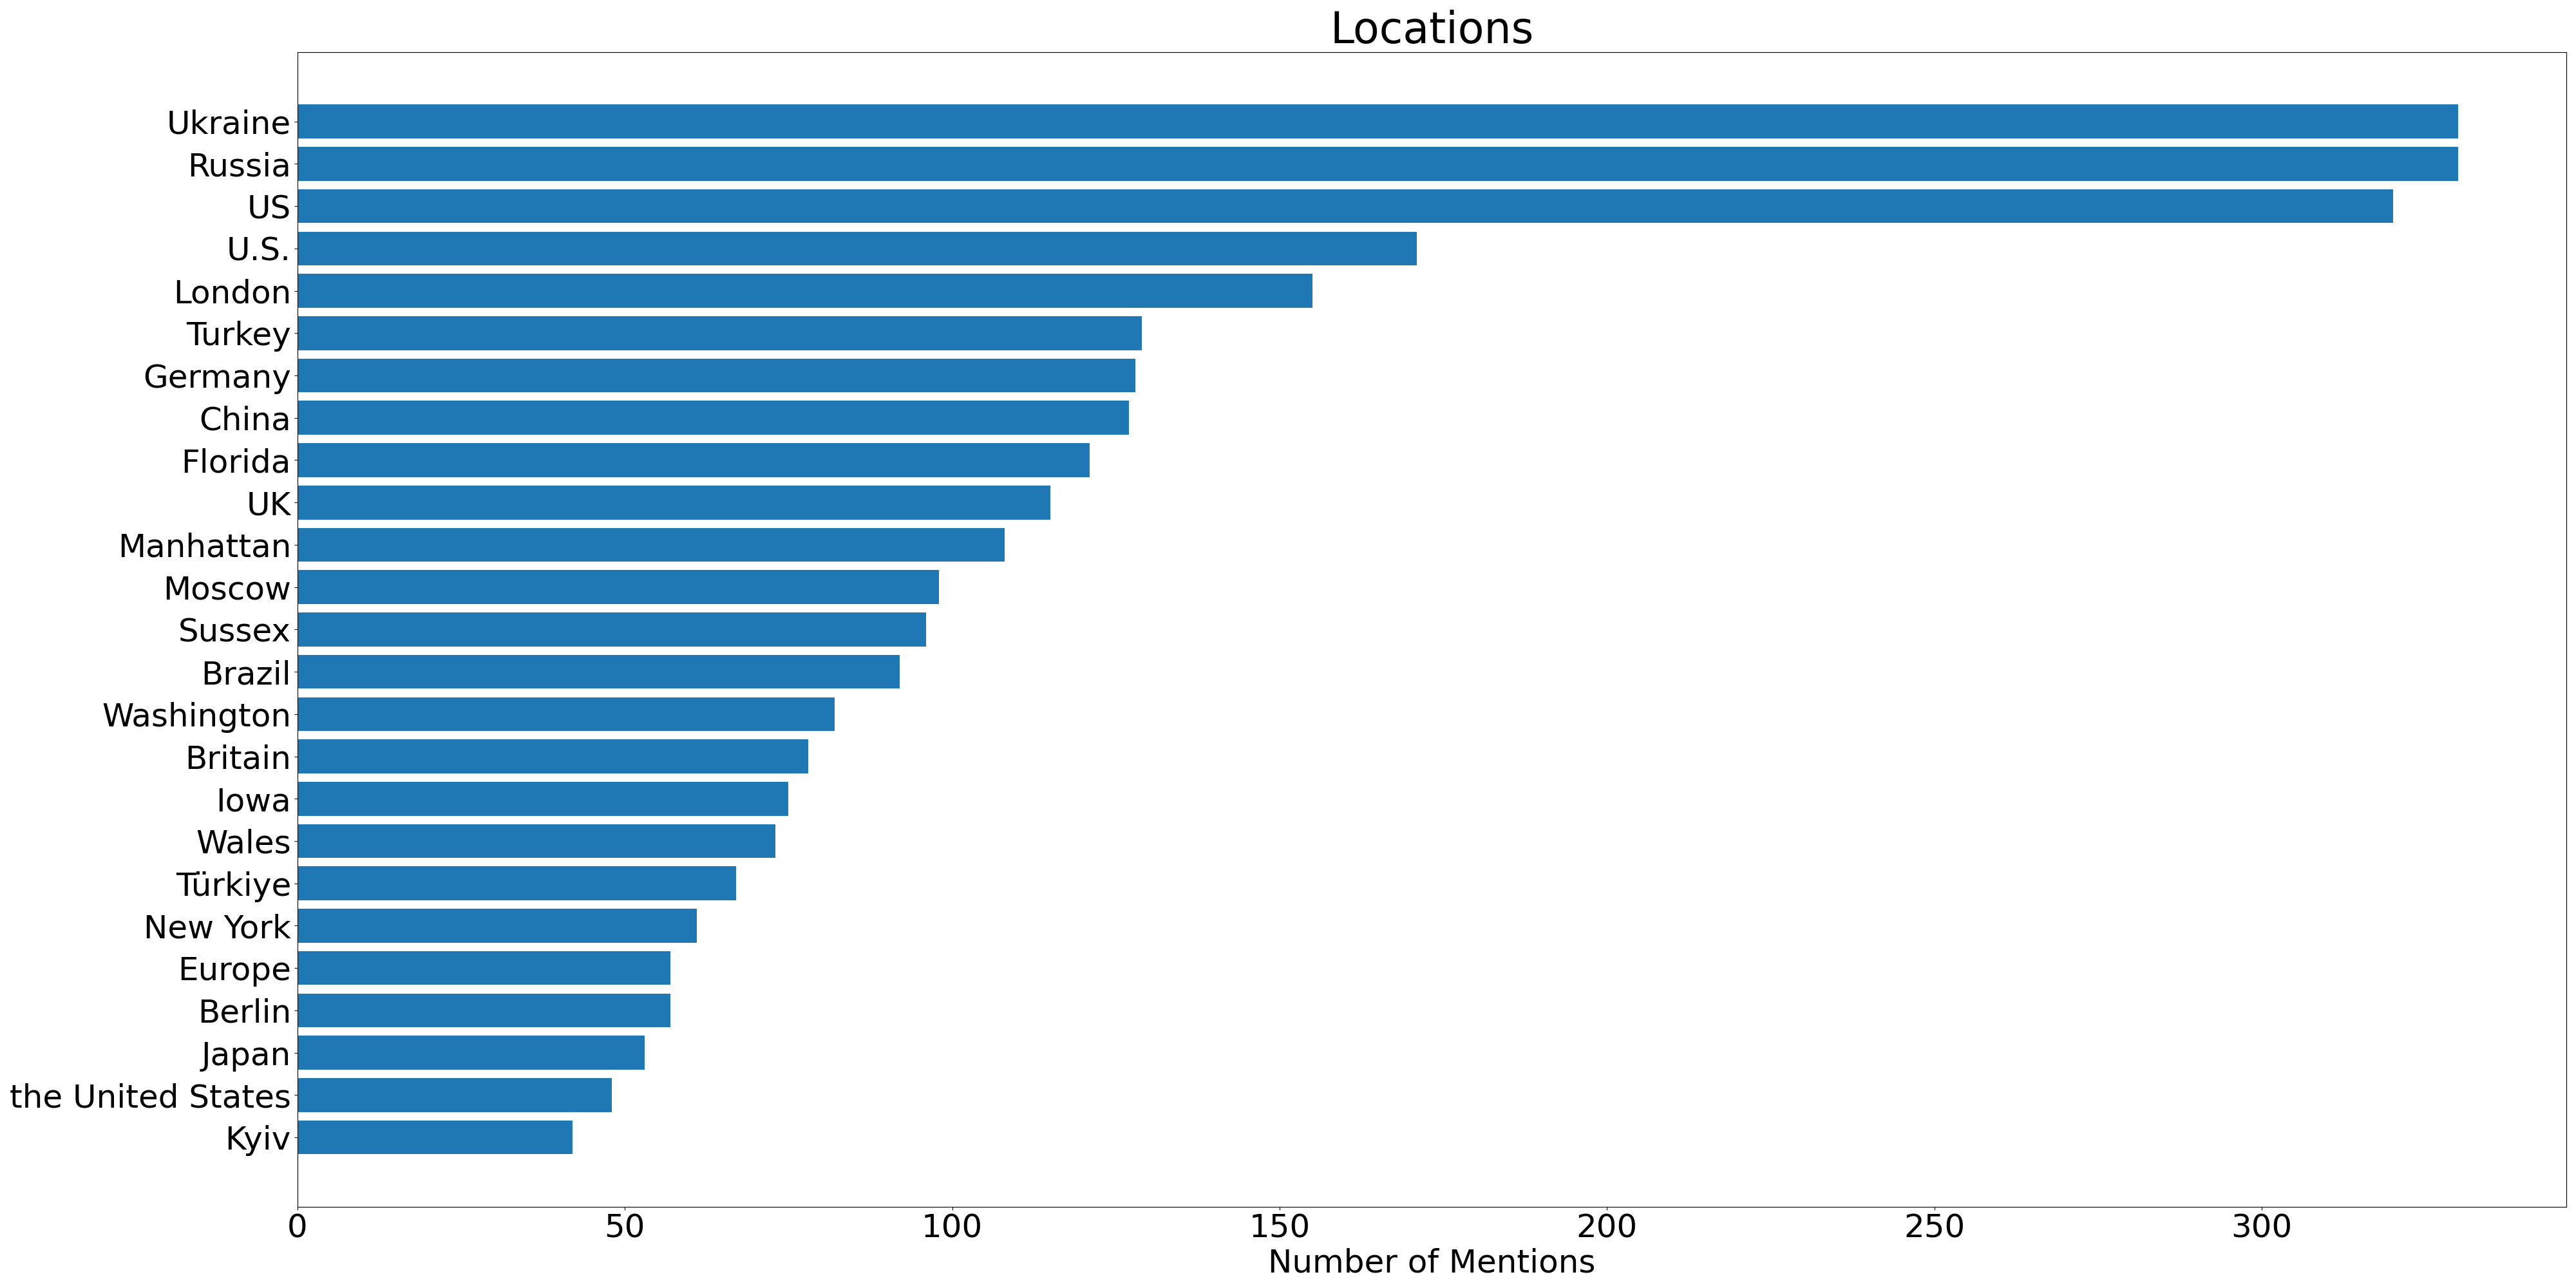 Locations
Ukraine
Russia
US
U.S.
London
Turkey
Germany
China
Florida
UK
Manhattan
Moscow
Sussex
Brazil
Washington
Britain
Iowa
Wales
Türkiye
New York
Europe
Berlin
Japan
the United States
Kyiv
0 50 100 150 200 250 300
Number of Mentions